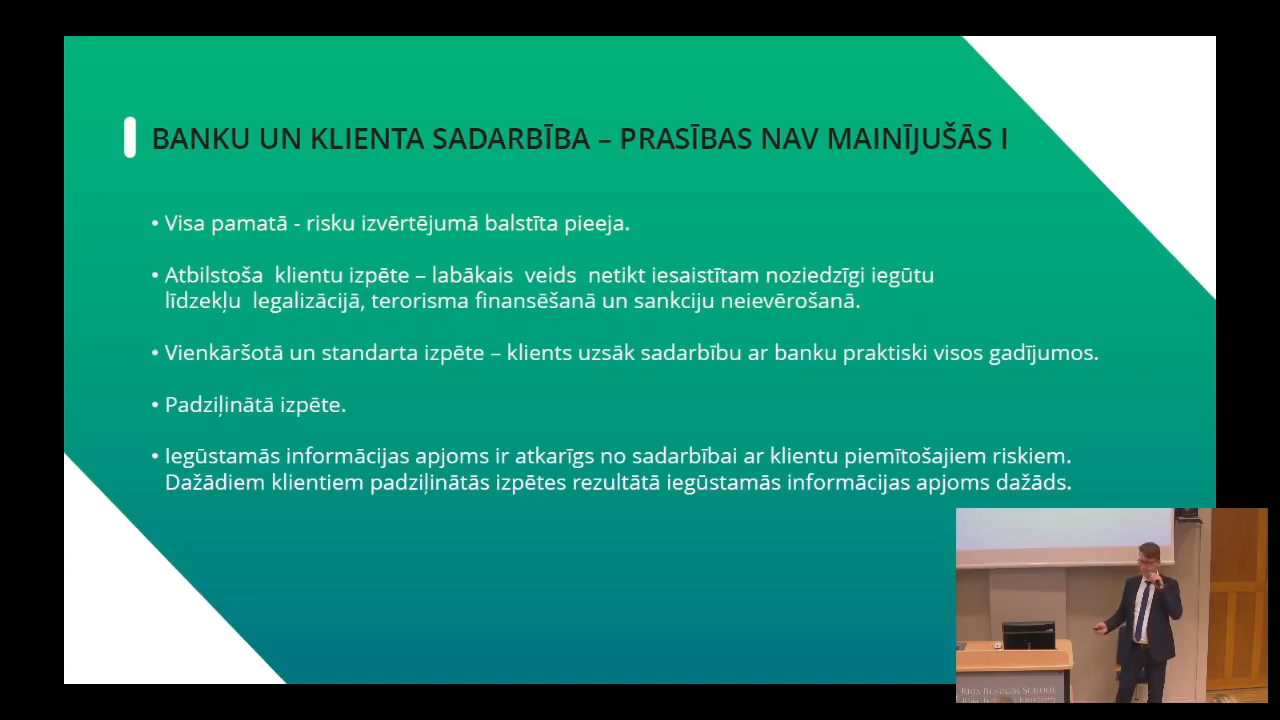 BANKU UN KLIENTA SADARBĪBA – PRASĪBAS NAV MAINĪJUŠĀS I
• Visa pamatā - risku izvērtējumā balstīta pieeja.
• Atbilstoša klientu izpēte – labākais veids netikt iesaistītam noziedzīgi iegūtu
līdzekļu legalizācijā, terorisma finansēšanā un sankciju neievērošanā.
• Vienkāršotā un standarta izpēte – klients uzsāk sadarbību ar banku praktiski visos gadījumos.
• Padziļinātā izpēte.
• Iegūstamās informācijas apjoms ir atkarīgs no sadarbībai ar klientu piemītošajiem riskiem.
Dažādiem klientiem padziļinātās izpētes rezultātā iegūstamās informācijas apjoms dažāds.
RIGA BUSINESS SCHOOL